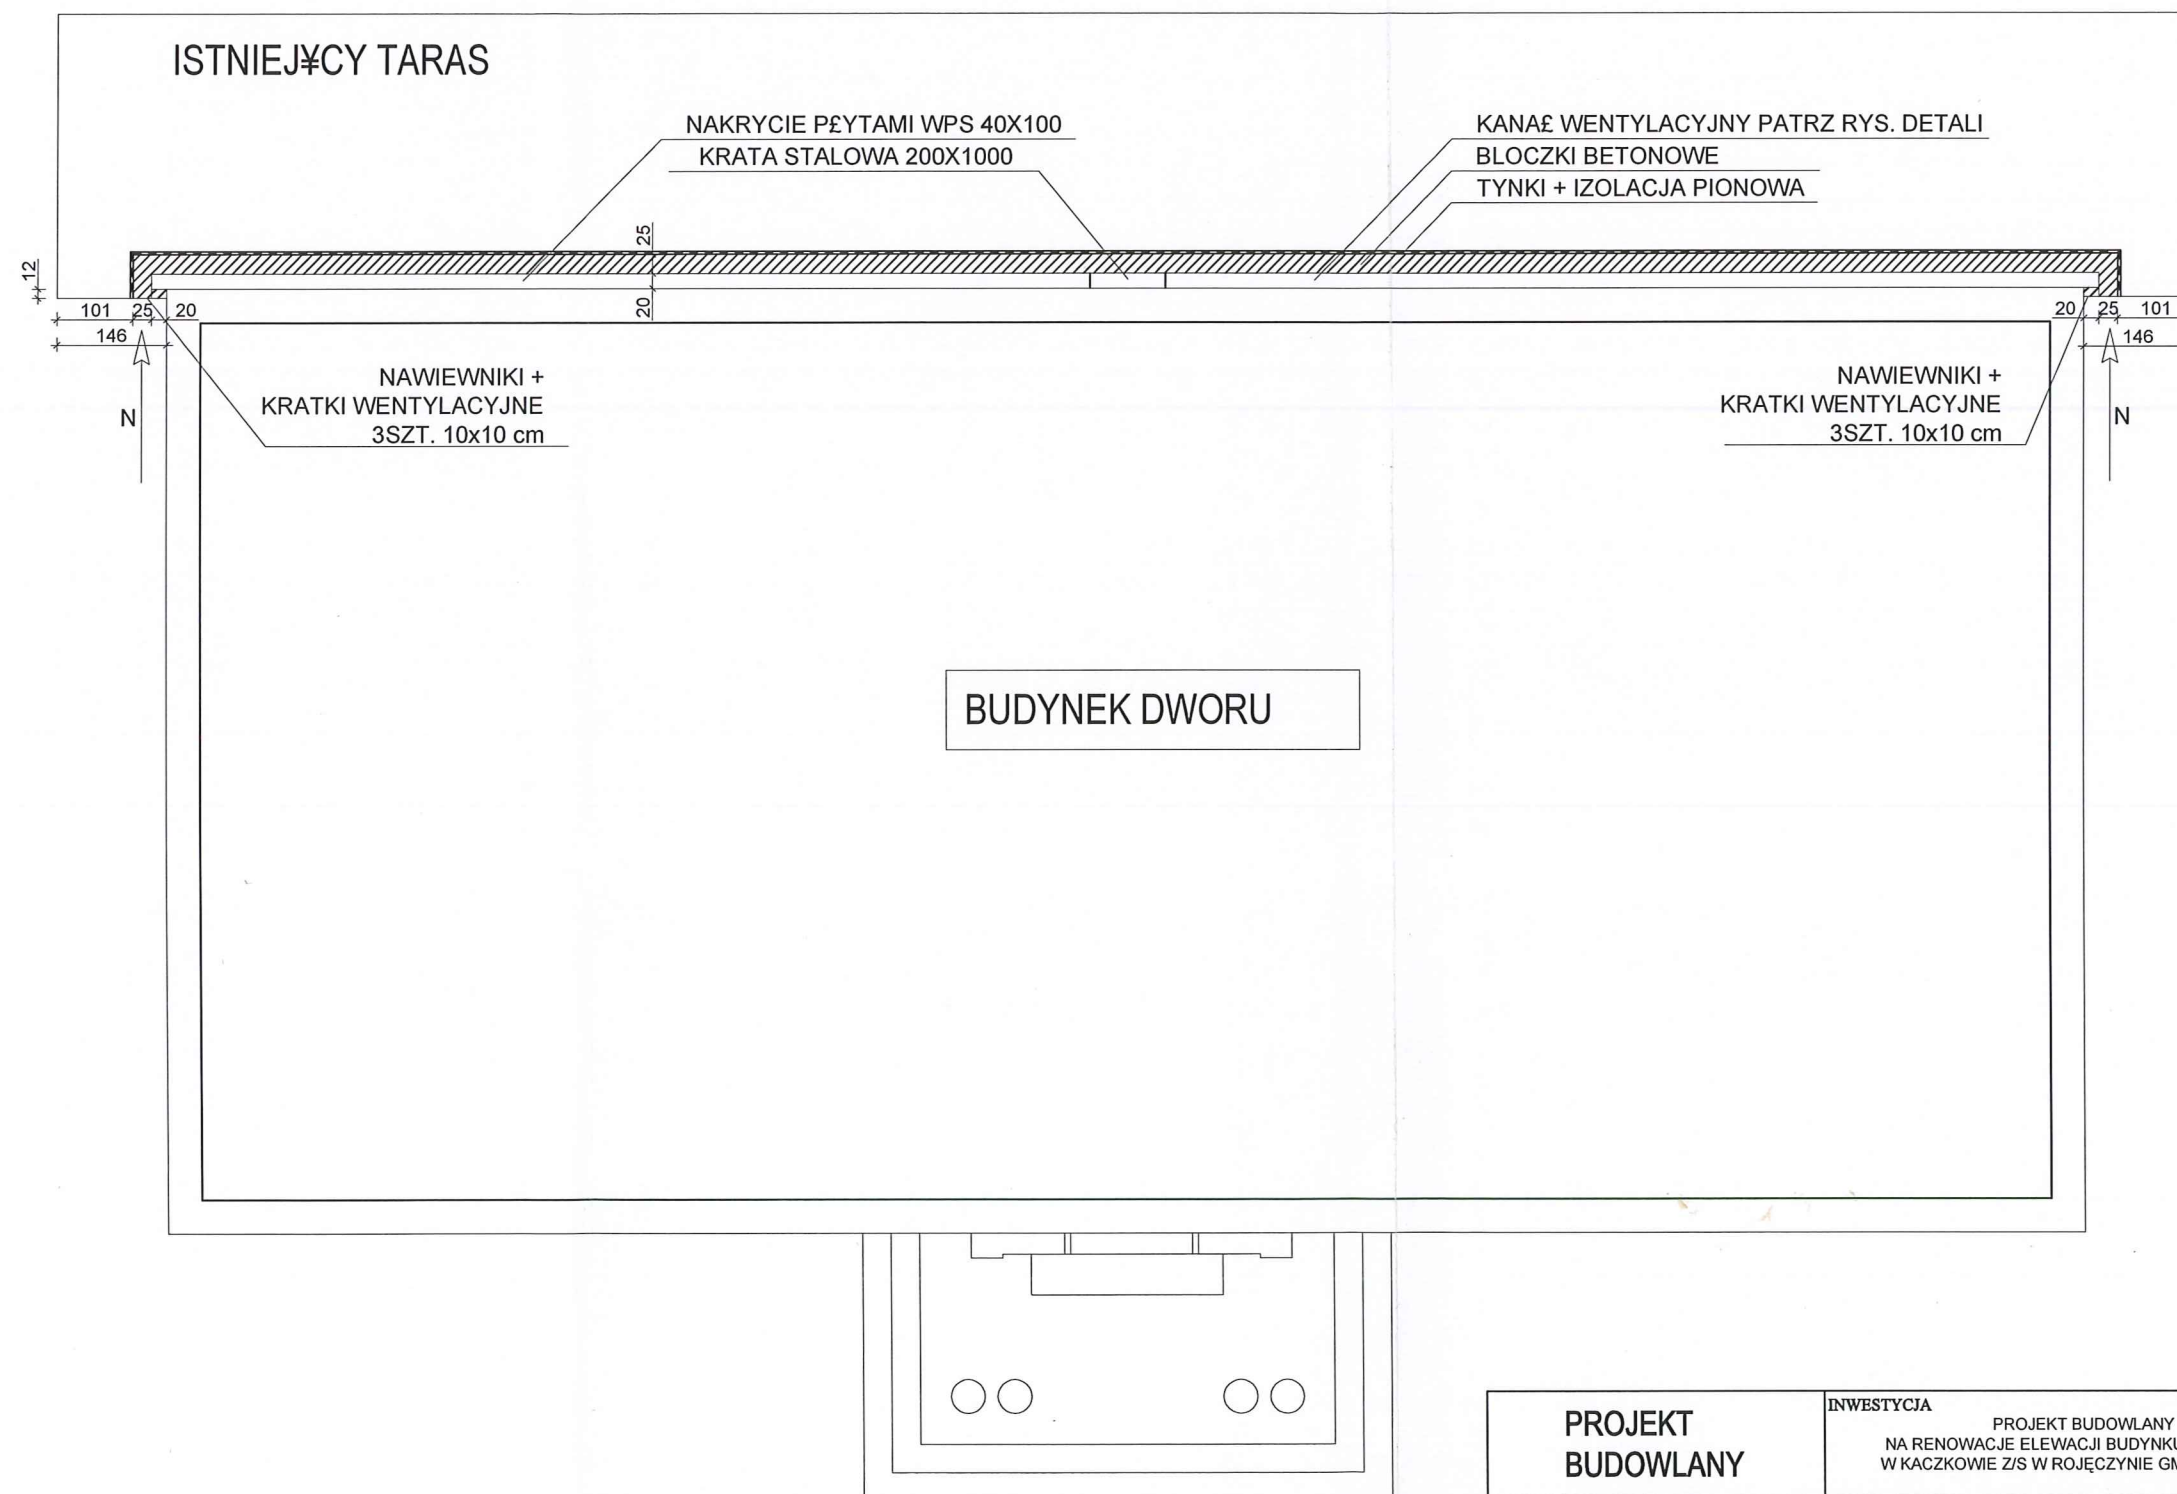 ISTNIEJ¥CY TARAS
NAKRYCIE P£YTAMI WPS 40X100
KRATA STALOWA 200X1000
KANA£ WENTYLACYJNY PATRZ RYS. DETALI
BLOCZKI BETONOWE
TYNKI + IZOLACJA PIONOWA
25
12
20
101 25 20
146
20 25 101
146
NAWIEWNIKI +
KRATKI WENTYLACYJNE
3SZT. 10x10 cm
N
NAWIEWNIKI +
KRATKI WENTYLACYJNE
3SZT. 10x10 cm
N
BUDYNEK DWORU
PROJEKT
BUDOWLANY
INWESTYCJA
PROJEKT BUDOWLANY
NA RENOWACJE ELEWACJI BUDYNKU
W KACZKOWIE Z/S W ROJĘCZYNIE GM